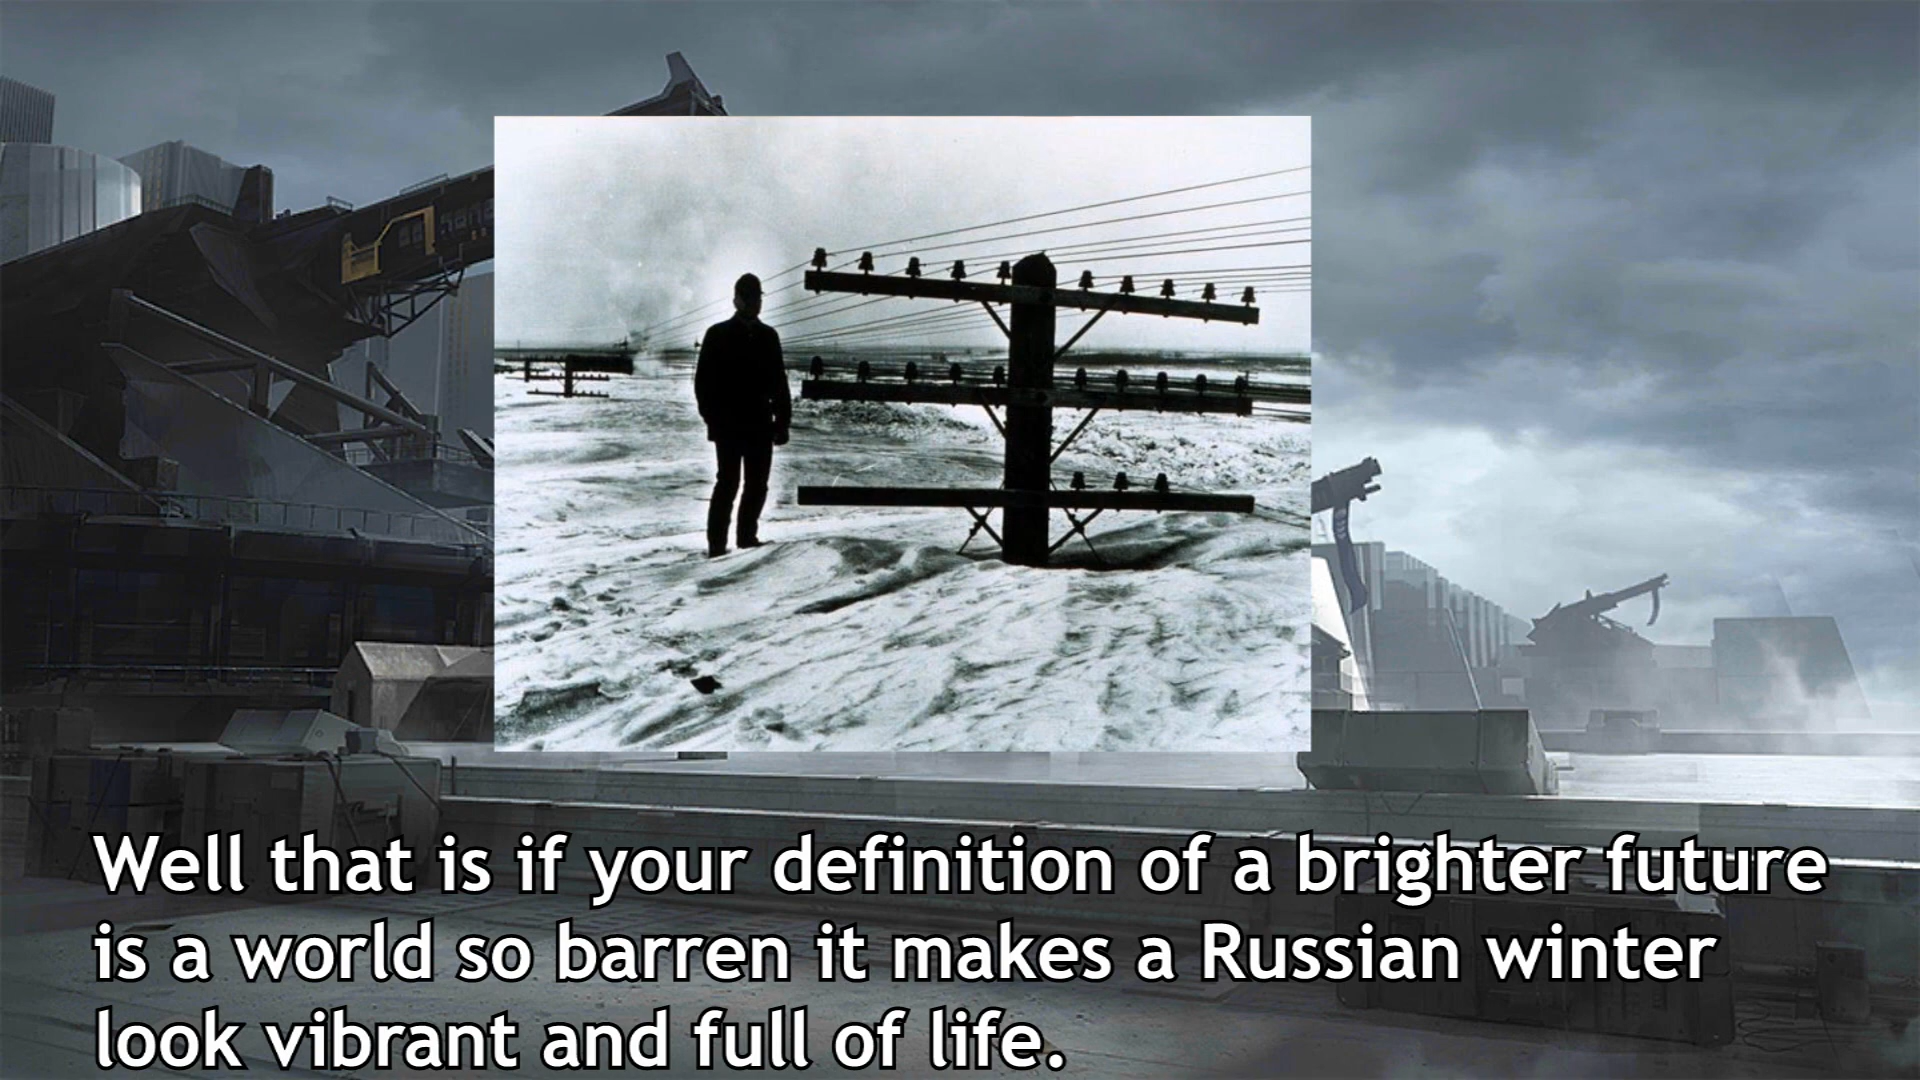 Well that is if your definition of a brighter future
is a world so barren it makes a Russian winter
look vibrant and full of life.